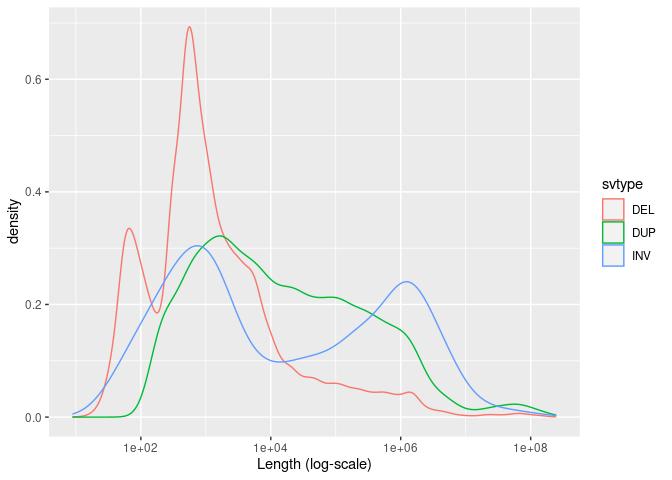 density
0.6
0.4
0.2
0.0
1e+02 1e+04 1e+06 1e+08
Length (log-scale)
svtype
DEL
DUP
INV